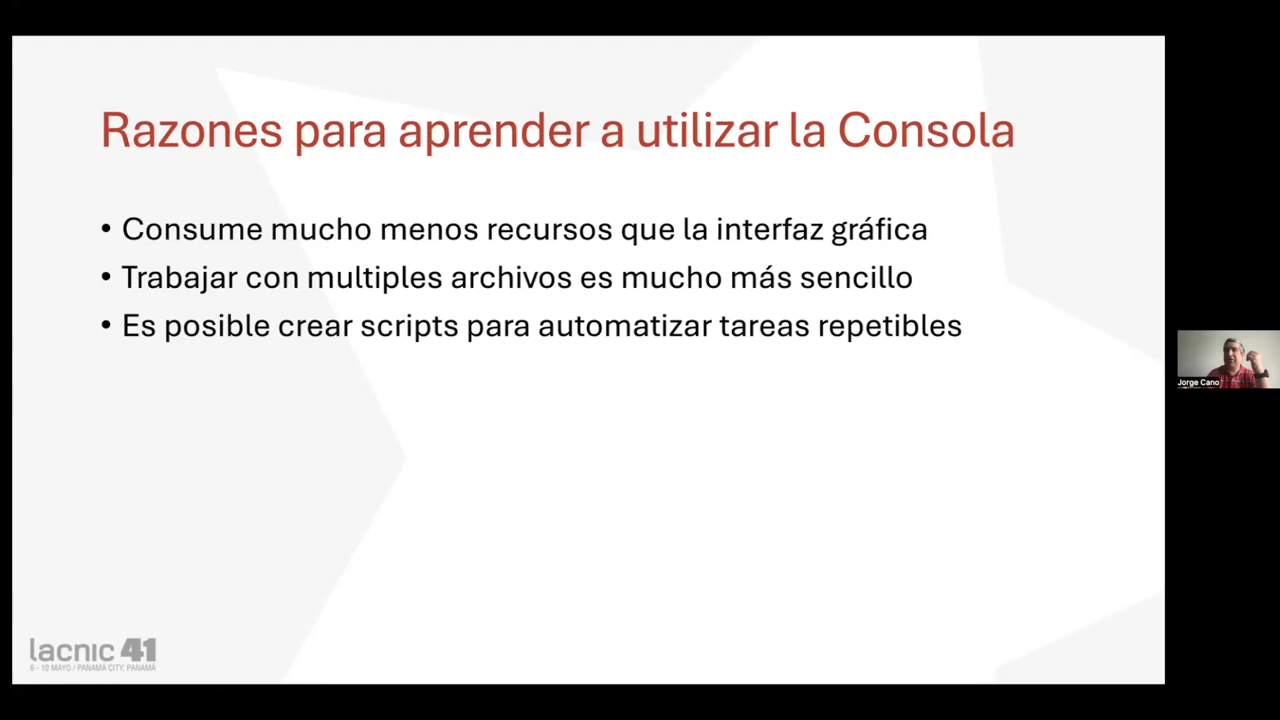 Razones para aprender a utilizar la Consola
• Consume mucho menos recursos que la interfaz gráfica
• Trabajar con multiples archivos es mucho más sencillo
• Es posible crear scripts para automatizar tareas repetibles
Jorge Cano
lacnic 41
6 - 10 MAYO / PANAMÁ CITY, PANAMÁ